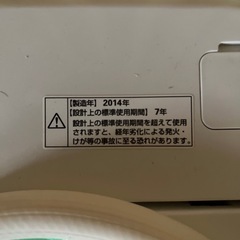 【製造年】2014年
【設計上の標準使用期間】 7年
設計上の標準使用期間を超えて使用
されますと、経年劣化による発火・
けが等の事故に至る恐れがあります。